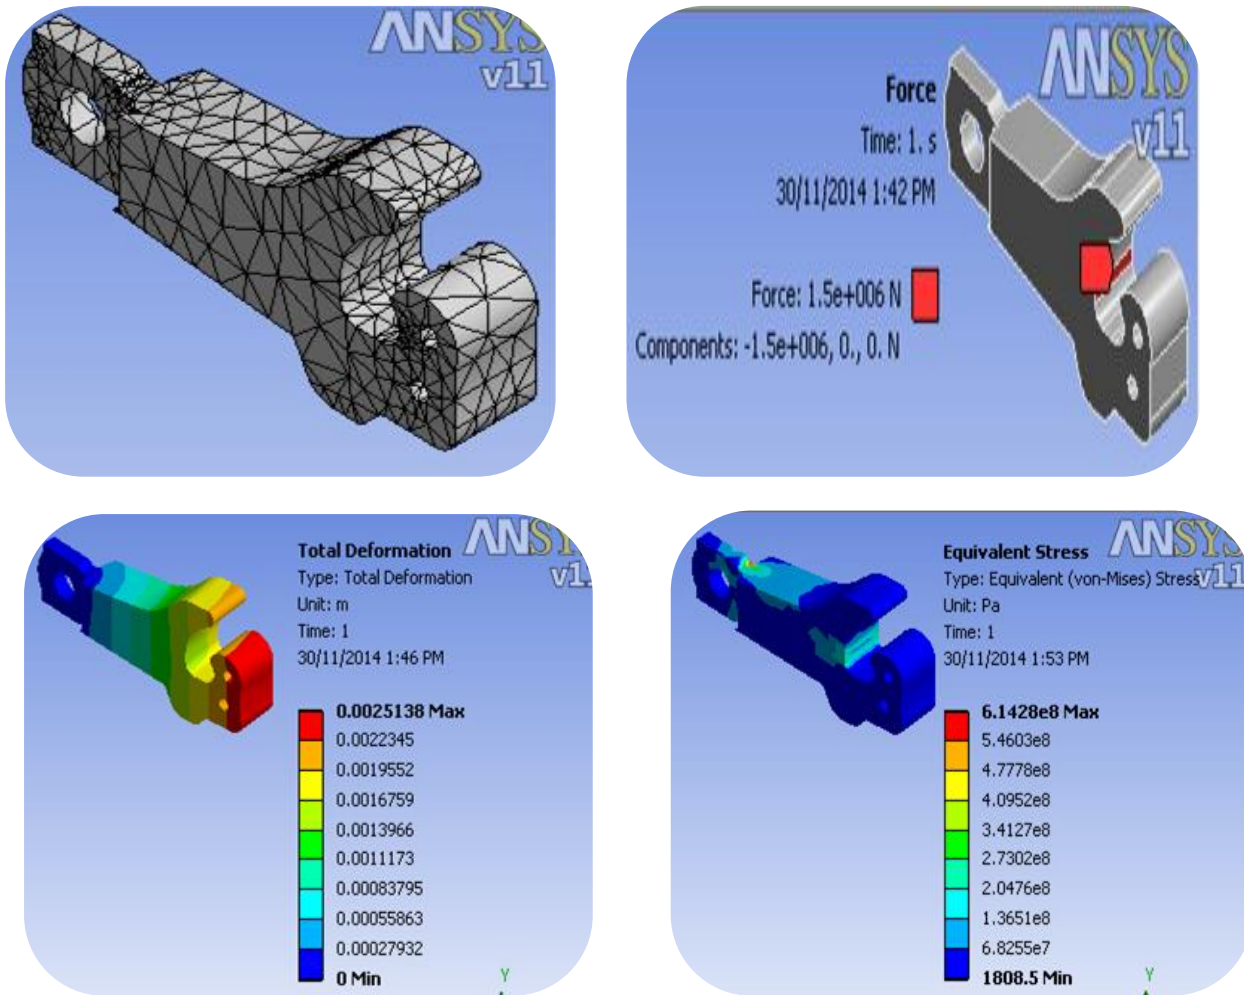 ANSYS
v11
ANSYS
v11
Force
Time: 1. s
30/11/2014 1:42 PM
Force: 1.5e+006 N
Components: -1.5e+006, 0., 0. N
ANSY
v1
Total Deformation
Type: Total Deformation
Unit: m
Time: 1
30/11/2014 1:46 PM
0.0025138 Max
0.0022345
0.0019552
0.0016759
0.0013966
0.0011173
0.00083795
0.00055863
0.00027932
0 Min
Y
ANSYS
v11
Equivalent Stress
Type: Equivalent (von-Mises) Stress
Unit: Pa
Time: 1
30/11/2014 1:53 PM
6.1428e8 Max
5.4603e8
4.7778e8
4.0952e8
3.4127e8
2.7302e8
2.0476e8
1.3651e8
6.8255e7
1808.5 Min
Y